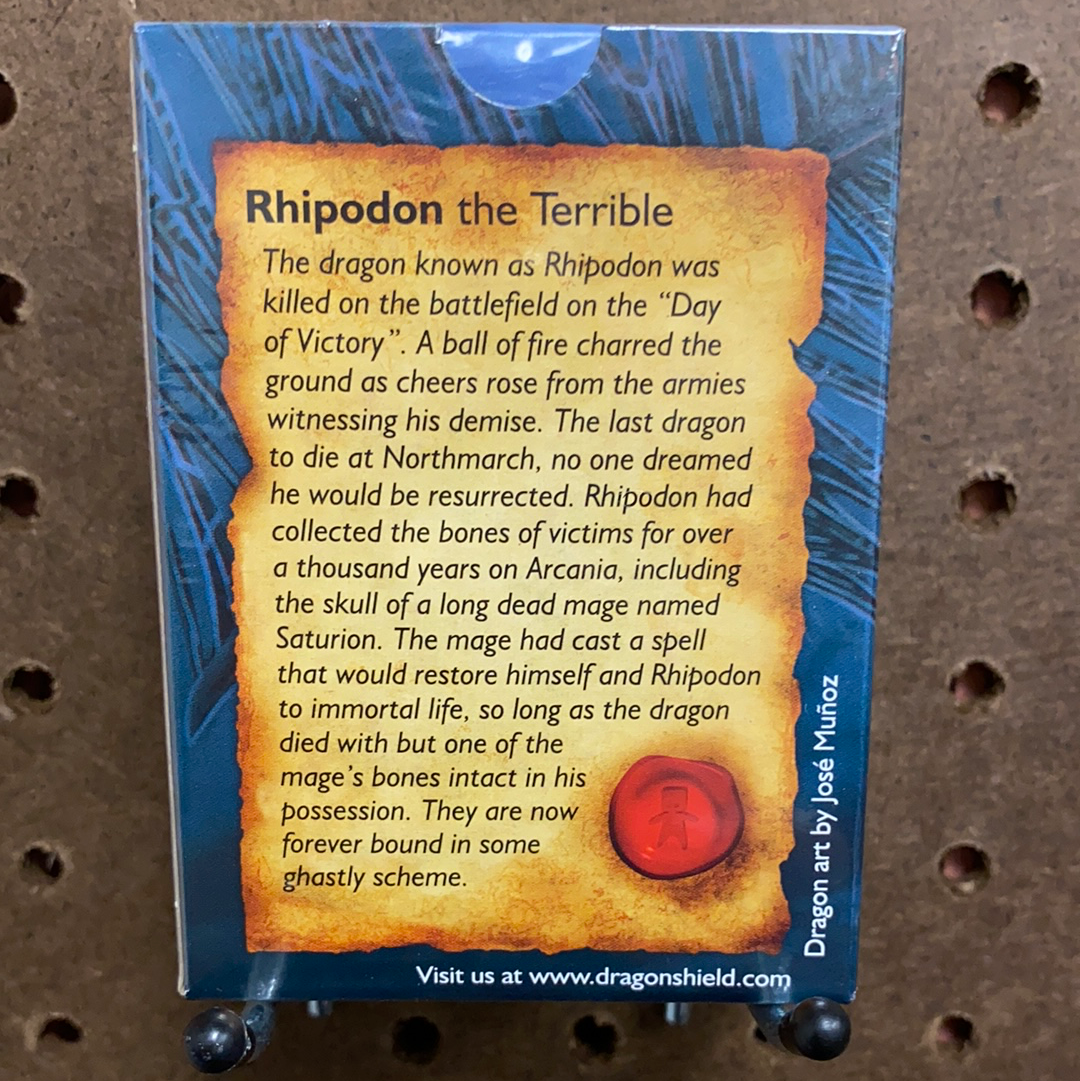 Rhipodon the Terrible
The dragon known as Rhipodon was
killed on the battlefield on the “Day
of Victory”. A ball of fire charred the
ground as cheers rose from the armies
witnessing his demise. The last dragon
to die at Northmarch, no one dreamed
he would be resurrected. Rhipodon had
collected the bones of victims for over
a thousand years on Arcania, including
the skull of a long dead mage named
Saturion. The mage had cast a spell
that would restore himself and Rhipodon
to immortal life, so long as the dragon
died with but one of the
mage’s bones intact in his
possession. They are now
forever bound in some
ghastly scheme.
Dragon art by José Muñoz
Visit us at www.dragonshield.com